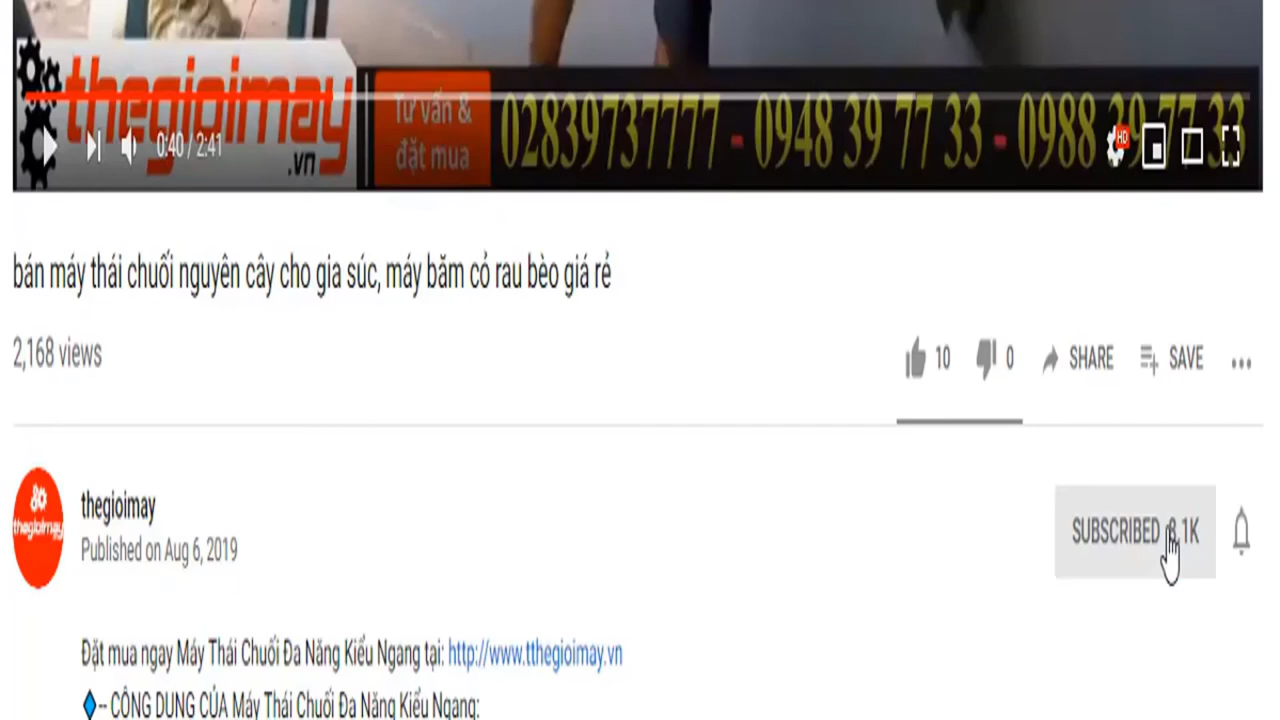 thegioimay
.vn
Tư vấn &
đặt mua
02839737777 - 0948 39 77 33 - 0988 39 77 33
0:40 / 2:41
HD
bán máy thái chuối nguyên cây cho gia súc, máy băm cỏ rau bèo giá rẻ
2,168 views
10 0 SHARE SAVE
thegioimay
thegioimay
Published on Aug 6, 2019
SUBSCRIBED .1K
Đặt mua ngay Máy Thái Chuối Đa Năng Kiểu Ngang tại: http://www.tthegioimay.vn
-- CÔNG DỤNG CỦA Máy Thái Chuối Đa Năng Kiểu Ngang: